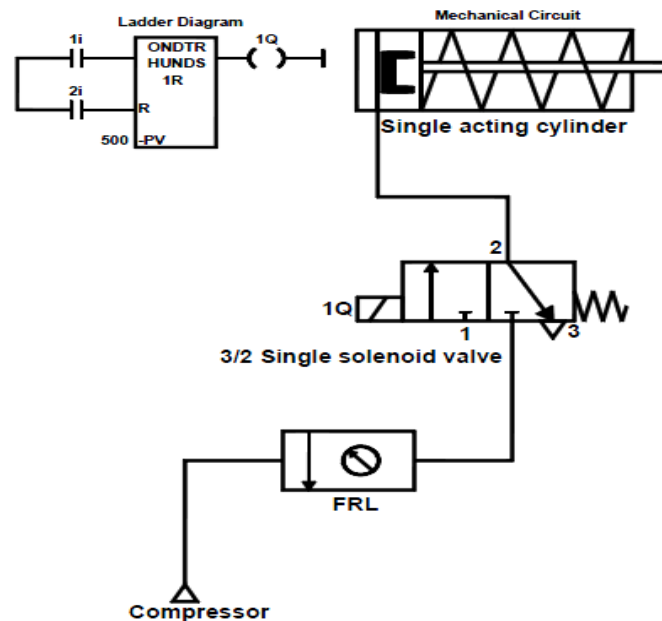 Ladder Diagram
1i
ONDTR
HUNDS
1R
1Q
2i
R
500 -PV
Mechanical Circuit
Single acting cylinder
2
1Q
1
3
3/2 Single solenoid valve
FRL
Compressor